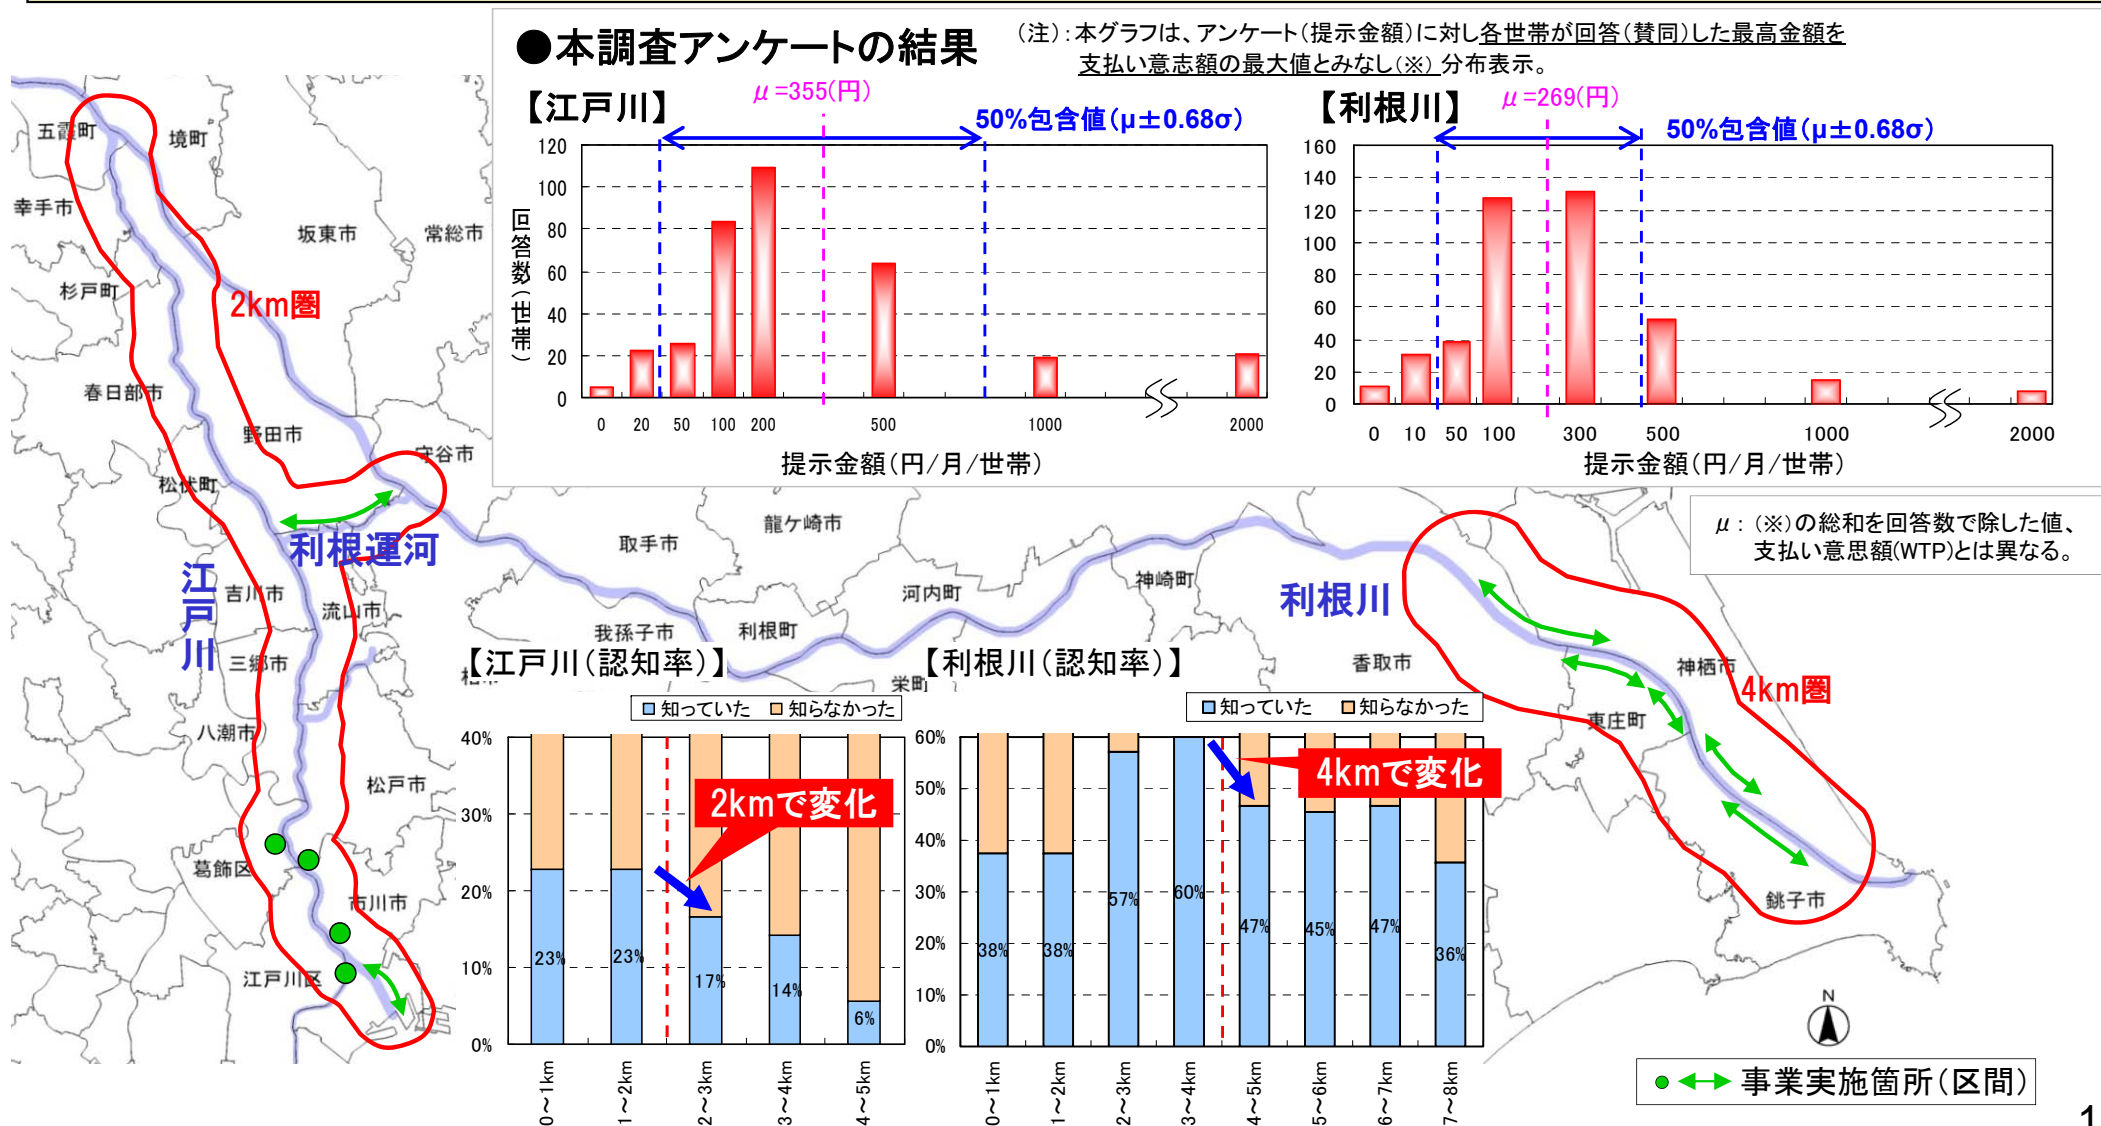 ●本調査アンケートの結果
（注）：本グラフは、アンケート（提示金額）に対し各世帯が回答（賛同）した最高金額を
支払い意志額の最大値とみなし（※）分布表示。
【江戸川】
μ=355(円)
50%包含値(μ±0.68σ)
120
100
80
60
40
20
0
回答数（世帯）
0 20 50 100 200 500 1000 2000
提示金額（円/月/世帯）
【利根川】
μ=269(円)
50%包含値(μ±0.68σ)
160
140
120
100
80
60
40
20
0
0 10 50 100 300 500 1000 2000
提示金額（円/月/世帯）
μ：（※）の総和を回答数で除した値、
支払い意思額(WTP)とは異なる。
五霞町
境町
幸手市
坂東市
常総市
杉戸町
2km圏
春日部市
野田市
守谷市
松伏町
利根運河
江戸川
吉川市
流山市
三郷市
八潮市
松戸市
葛飾区
市川市
江戸川区
取手市
龍ケ崎市
我孫子市
利根町
河内町
神崎町
栄町
利根川
香取市
神栖市
4km圏
東庄町
銚子市
【江戸川（認知率）】
知っていた 知らなかった
40%
30%
20%
10%
0%
2kmで変化
23%
23%
17%
14%
6%
0～1km
1～2km
2～3km
3～4km
4～5km
【利根川（認知率）】
知っていた 知らなかった
60%
50%
40%
30%
20%
10%
0%
4kmで変化
38%
38%
57%
60%
47%
45%
47%
36%
0～1km
1～2km
2～3km
3～4km
4～5km
5～6km
6～7km
7～8km
N
事業実施箇所（区間）
1